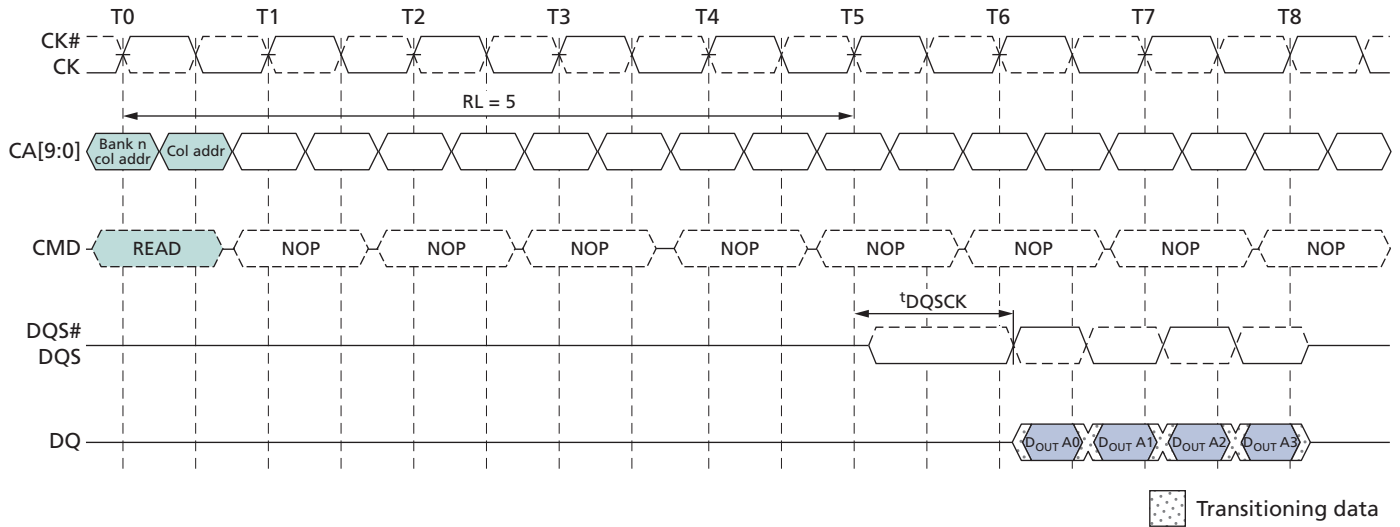 T0 T1 T2 T3 T4 T5 T6 T7 T8
CK#
CK
RL = 5
CA[9:0] Bank n col addr Col addr
CMD READ NOP NOP NOP NOP NOP NOP NOP NOP
tDQSCK
DQS#
DQS
DQ DOUT A0 DOUT A1 DOUT A2 DOUT A3
Transitioning data